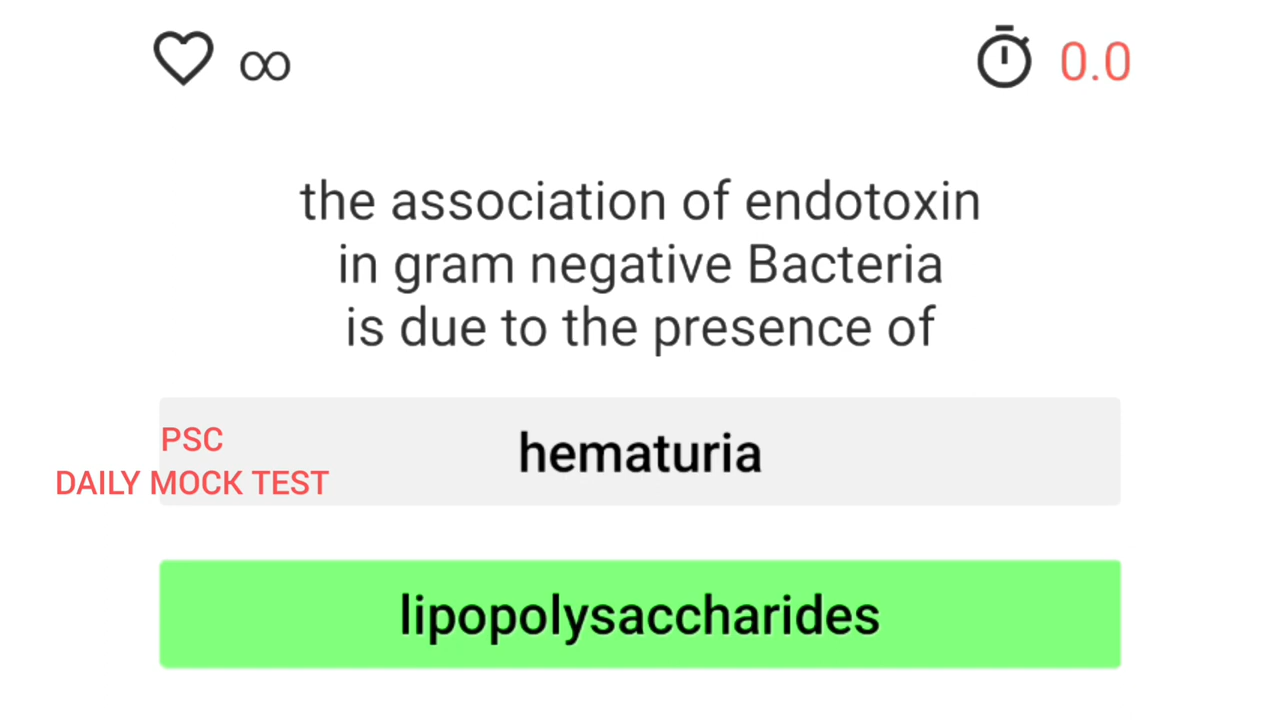 ∞
0.0
the association of endotoxin
in gram negative Bacteria
is due to the presence of
hematuria
PSC
DAILY MOCK TEST
lipopolysaccharides